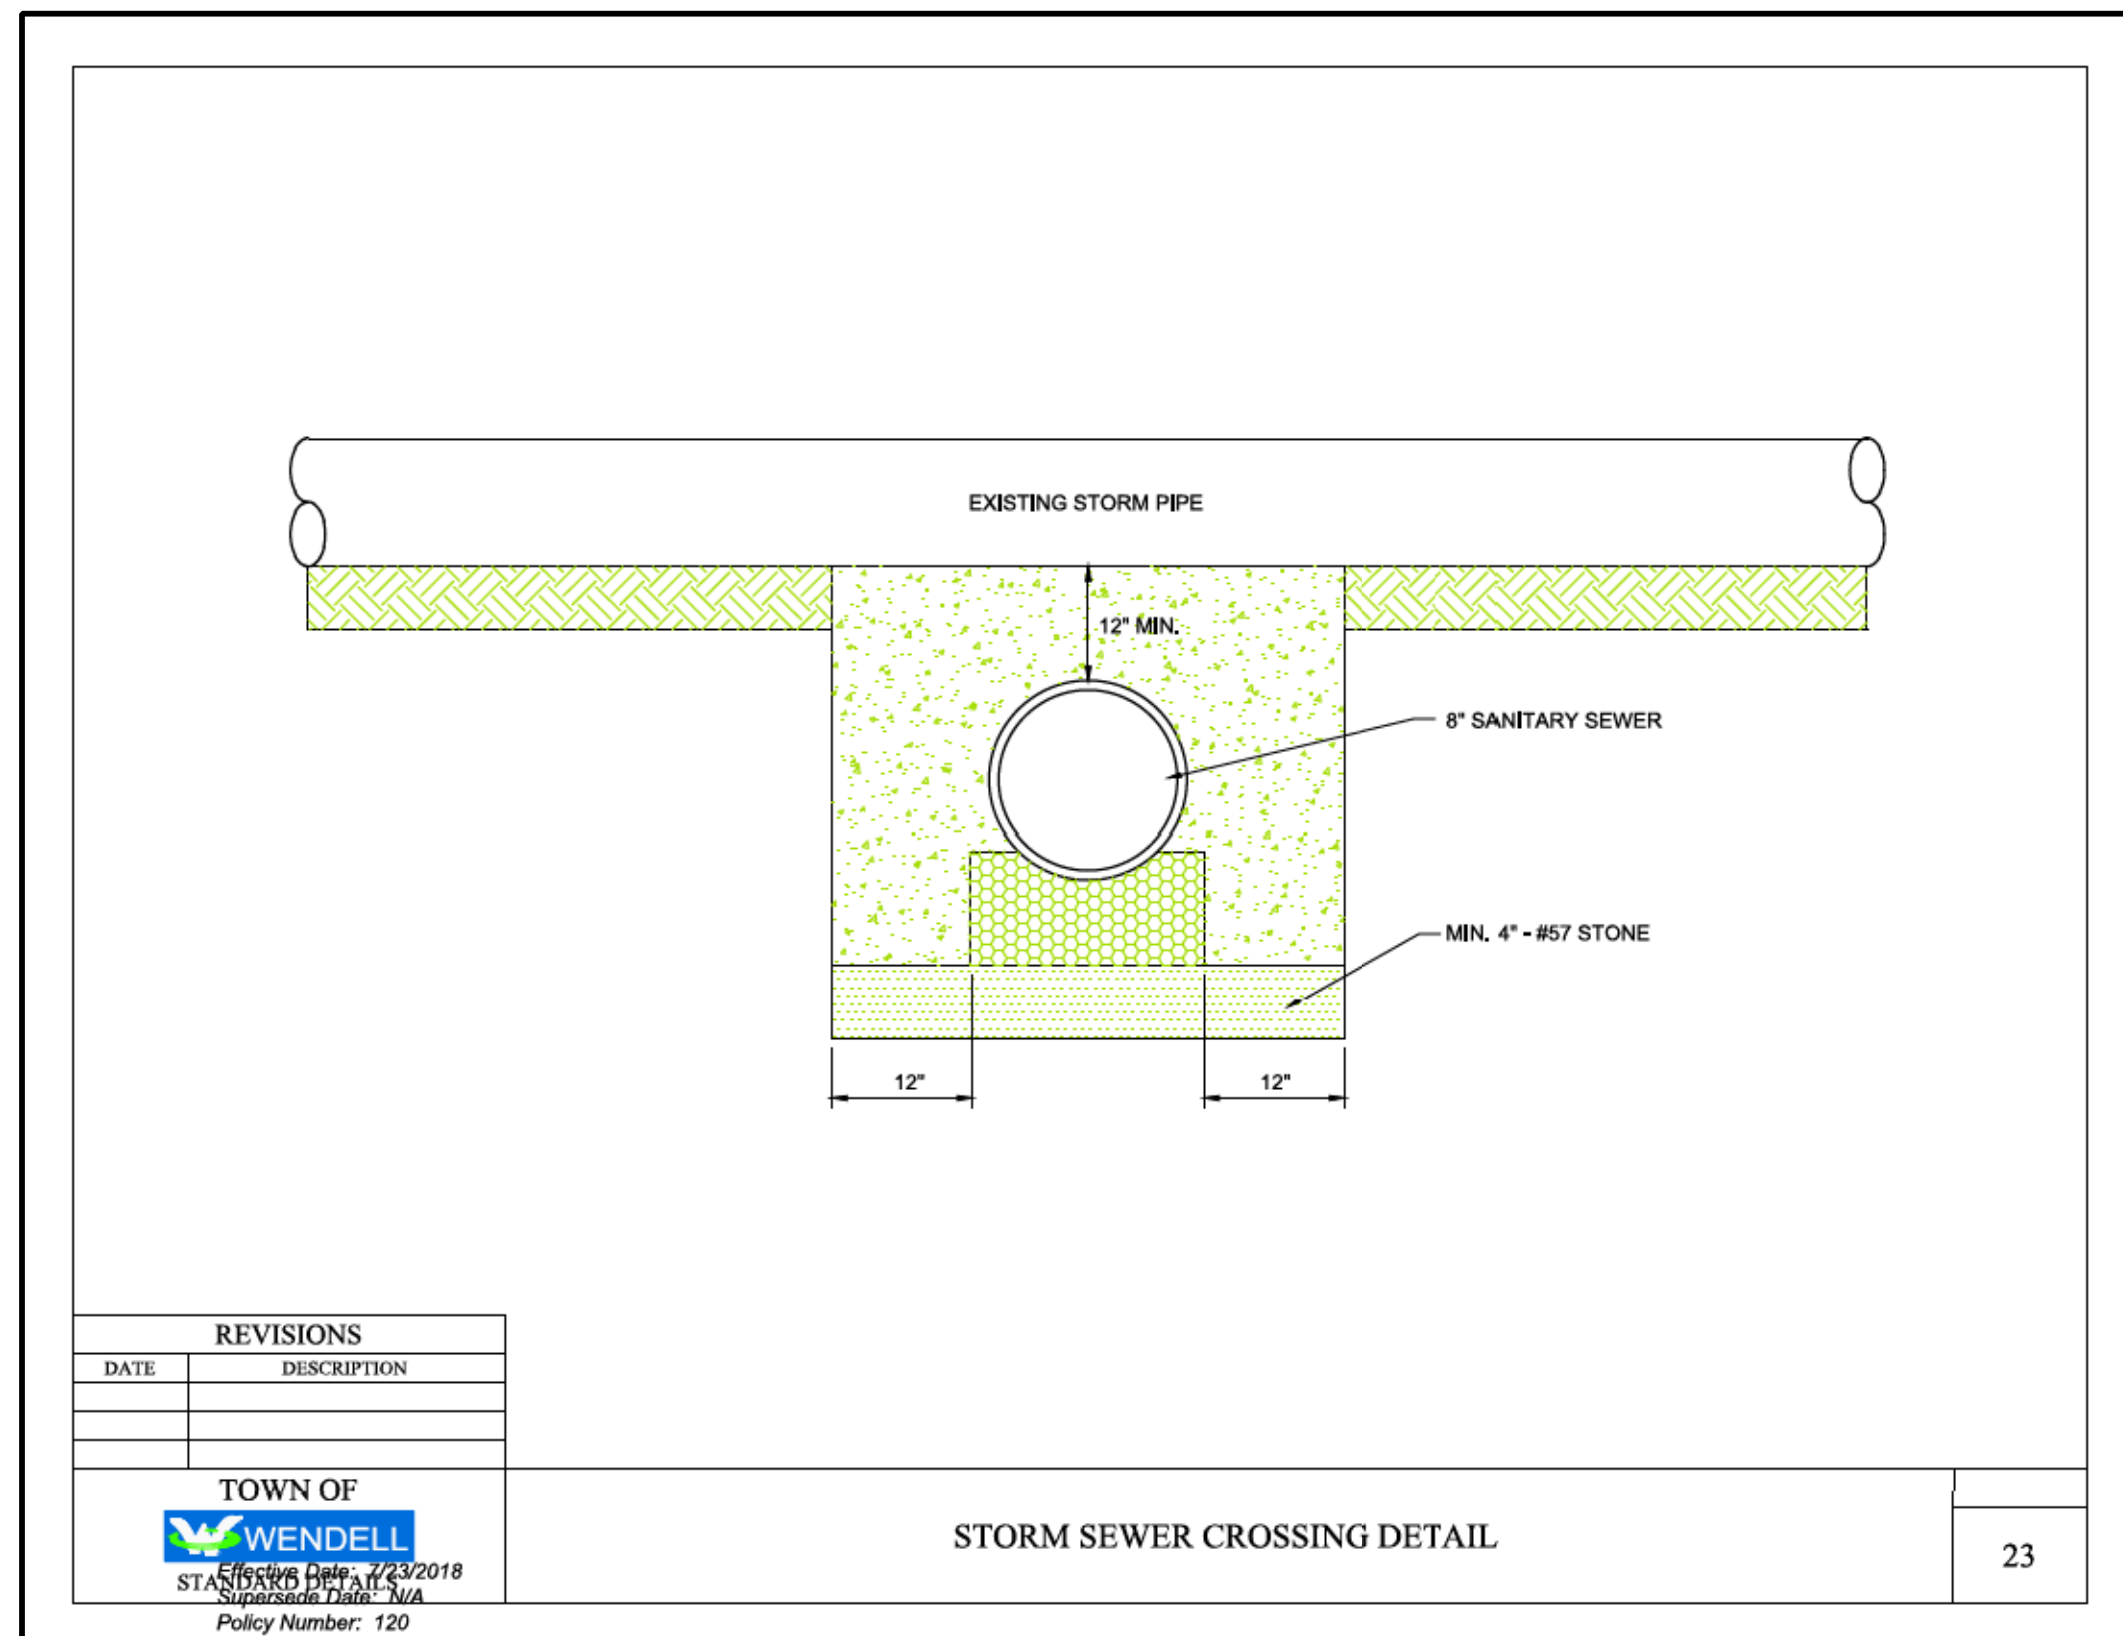 EXISTING STORM PIPE
12" MIN.
8" SANITARY SEWER
MIN. 4" - #57 STONE
12"
12"
REVISIONS
DATE DESCRIPTION
TOWN OF
WENDELL
STANDARD DETAILS
Effective Date: 7/23/2018
Supersede Date: N/A
Policy Number: 120
STORM SEWER CROSSING DETAIL
23